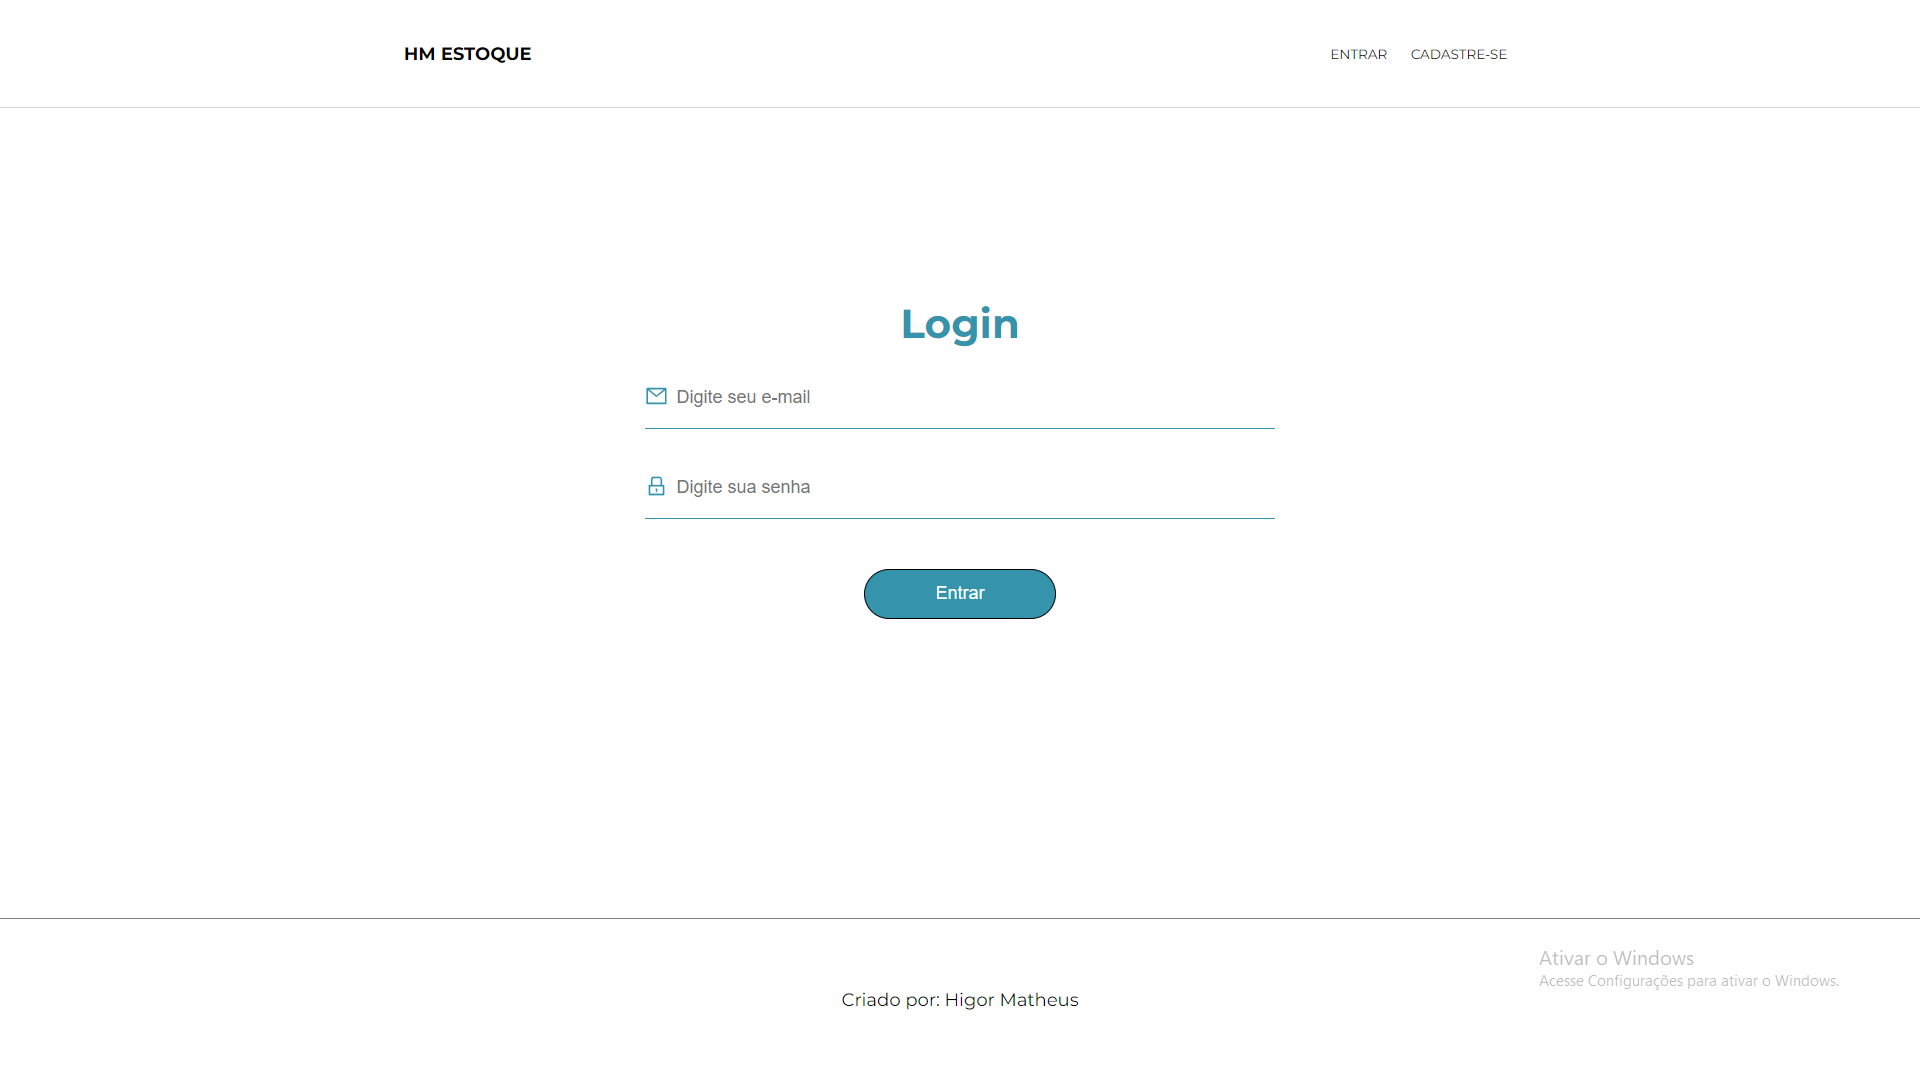 HM ESTOQUE
ENTRAR CADASTRE-SE
Login
Digite seu e-mail
Digite sua senha
Entrar
Ativar o Windows
Acesse Configurações para ativar o Windows.
Criado por: Higor Matheus